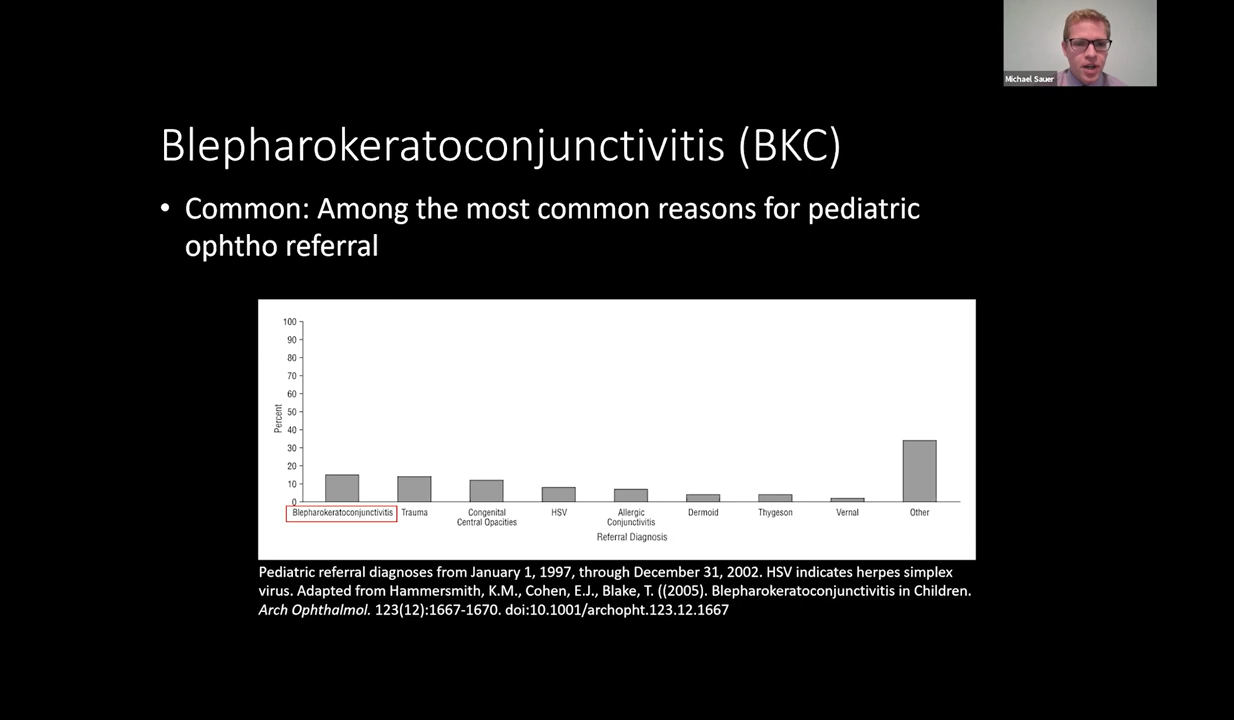 Michael Sauer
Blepharokeratoconjunctivitis (BKC)
• Common: Among the most common reasons for pediatric
ophtho referral
100
90
80
70
60
50
40
30
20
10
0
Percent
Blepharokeratoconjunctivitis
Trauma
Congenital
Central Opacities
HSV
Allergic
Conjunctivitis
Dermoid
Thygeson
Vernal
Other
Referral Diagnosis
Pediatric referral diagnoses from January 1, 1997, through December 31, 2002. HSV indicates herpes simplex
virus. Adapted from Hammersmith, K.M., Cohen, E.J., Blake, T. ((2005). Blepharokeratoconjunctivitis in Children.
Arch Ophthalmol. 123(12):1667-1670. doi:10.1001/archopht.123.12.1667